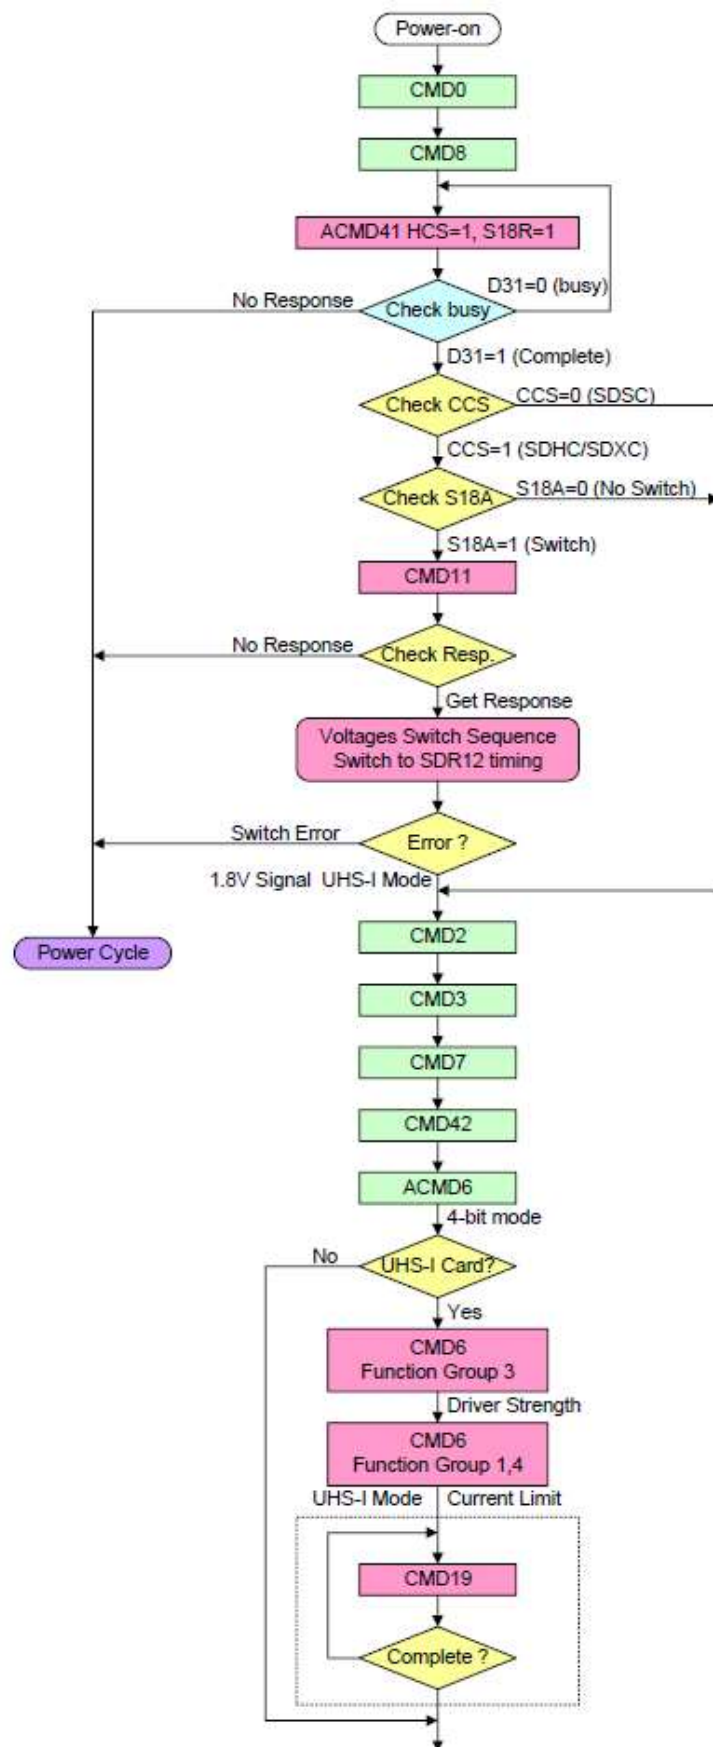 Power-on
CMD0
CMD8
ACMD41 HCS=1, S18R=1
D31=0 (busy)
No Response
Check busy
D31=1 (Complete)
CCS=0 (SDSC)
Check CCS
CCS=1 (SDHC/SDXC)
S18A=0 (No Switch)
Check S18A
S18A=1 (Switch)
CMD11
No Response
Check Resp.
Get Response
Voltages Switch Sequence
Switch to SDR12 timing
Switch Error
Error ?
1.8V Signal UHS-I Mode
CMD2
Power Cycle
CMD3
CMD7
CMD42
ACMD6
4-bit mode
No
UHS-I Card?
Yes
CMD6
Function Group 3
Driver Strength
CMD6
Function Group 1,4
UHS-I Mode
Current Limit
CMD19
Complete ?